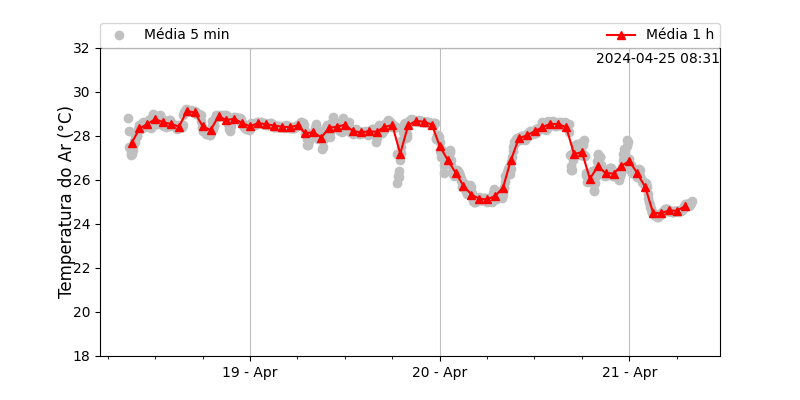 Média 5 min
Média 1 h
2024-04-25 08:31
Temperatura do Ar (°C)
32
30
28
26
24
22
20
18
19 - Apr
20 - Apr
21 - Apr